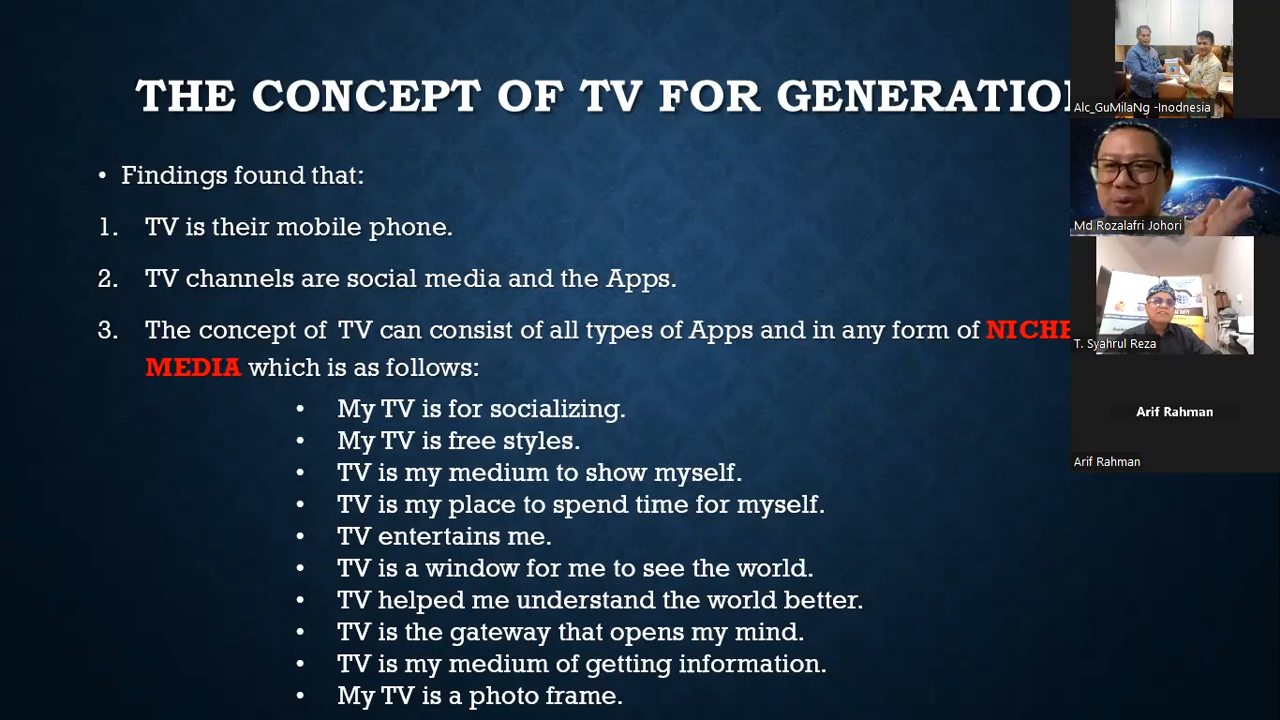 THE CONCEPT OF TV FOR GENERATION
• Findings found that:
1. TV is their mobile phone.
2. TV channels are social media and the Apps.
3. The concept of TV can consist of all types of Apps and in any form of NICHE
MEDIA which is as follows:
• My TV is for socializing.
• My TV is free styles.
• TV is my medium to show myself.
• TV is my place to spend time for myself.
• TV entertains me.
• TV is a window for me to see the world.
• TV helped me understand the world better.
• TV is the gateway that opens my mind.
• TV is my medium of getting information.
• My TV is a photo frame.
Alc_GuMilaNg -Inodnesia
Md Rozalafri Johori
T. Syahrul Reza
Arif Rahman
Arif Rahman